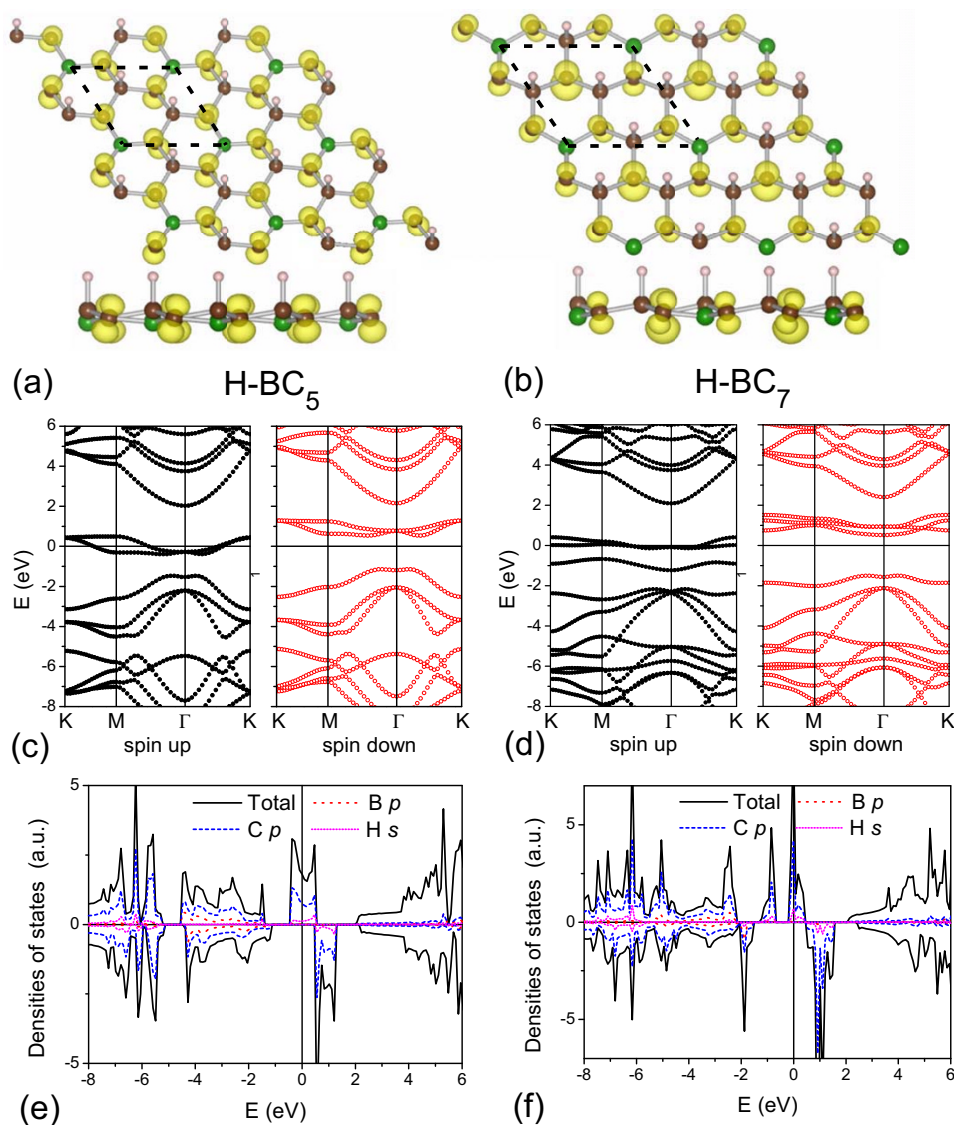 (a) H-BC5 (b) H-BC7
6 6
4 4
2 2
0 0
-2 -2
-4 -4
-6 -6
-8 -8
E (eV) 1 E (eV) 1
K M Γ K K M Γ K K M Γ K K M Γ K
(c) spin up spin down (d) spin up spin down
5 5
0 0
-5 -5
Densities of states (a.u.) Densities of states (a.u.)
Total B p Total B p
C p H s C p H s
-8 -6 -4 -2 0 2 4 6 -8 -6 -4 -2 0 2 4 6
(e) E (eV) (f) E (eV)